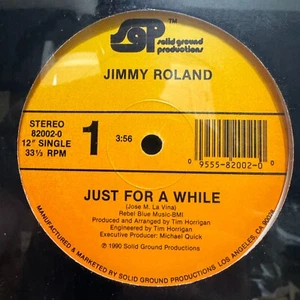 sgp™
solid ground
productions
JIMMY ROLAND
STEREO
82002-0
12" SINGLE
33⅓ RPM
1
3:56
0 9555-82002-0 0
JUST FOR A WHILE
(Jose M. La Vina)
Rebel Blue Music-BMI
Produced and Arranged by Tim Horrigan
Engineered by Tim Horrigan
Executive Producer: Michael Quick
© 1990 Solid Ground Productions
MANUFACTURED & MARKETED BY SOLID GROUND PRODUCTIONS LOS ANGELES, CA